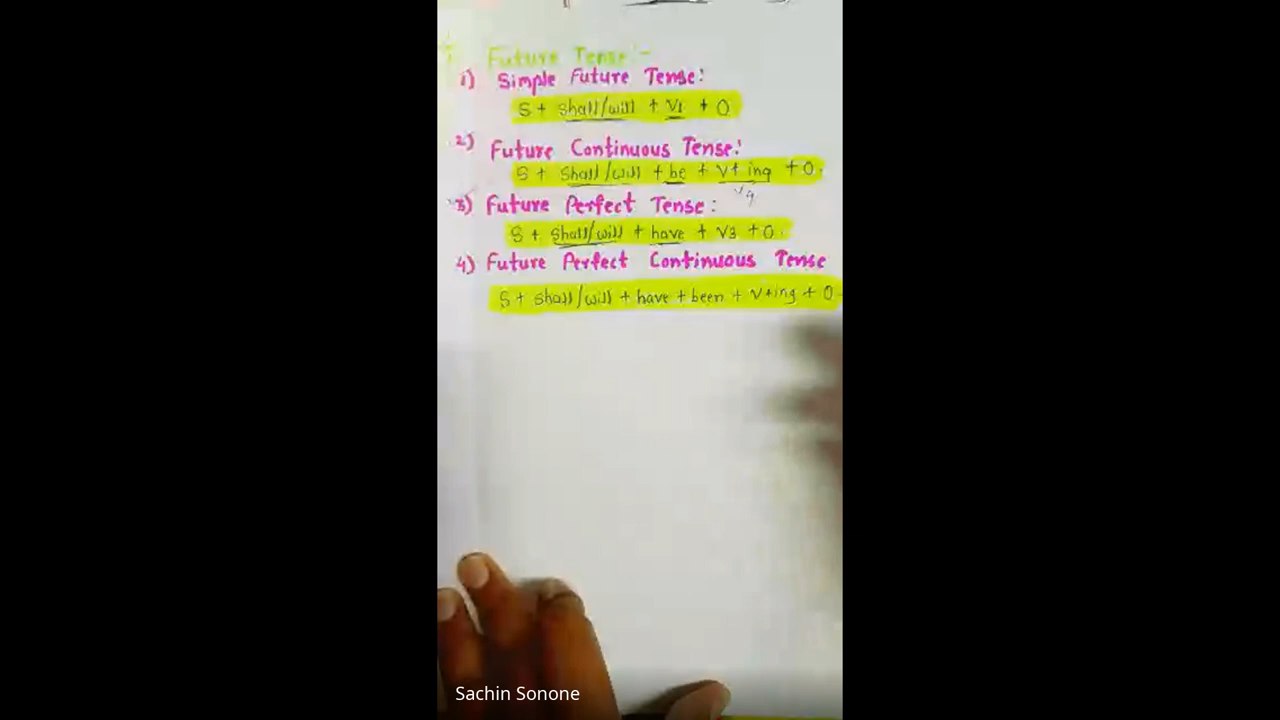 Future Tense :-
1) Simple Future Tense:
S + shall/will + V1 + O
2) Future Continuous Tense:
S + shall/will + be + V+ ing + O.
V4
3) Future Perfect Tense :
S + shall/will + have + V3 + O.
4) Future Perfect Continuous Tense
S + shall/will + have + been + V+ing + O.
Sachin Sonone